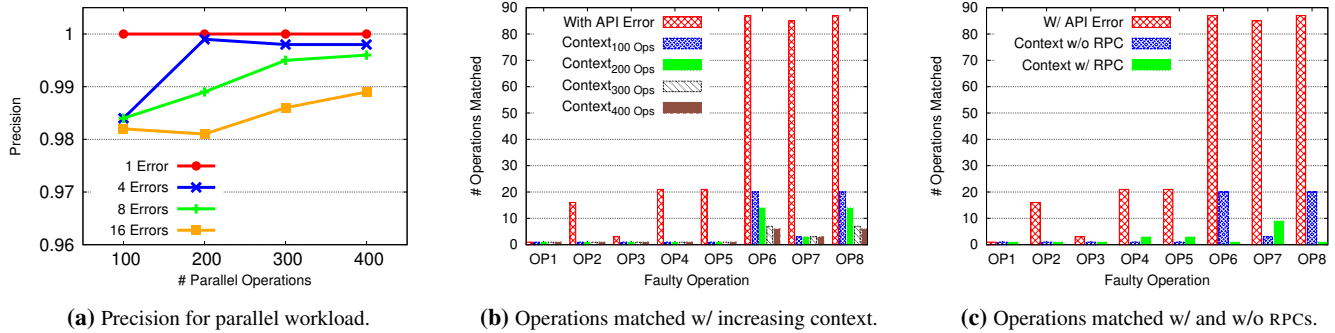 1
0.99
0.98
0.97
0.96
Precision
1 Error
4 Errors
8 Errors
16 Errors
100 200 300 400
# Parallel Operations
(a) Precision for parallel workload.
90
80
70
60
50
40
30
20
10
0
# Operations Matched
With API Error
Context100 Ops
Context200 Ops
Context300 Ops
Context400 Ops
OP1 OP2 OP3 OP4 OP5 OP6 OP7 OP8
Faulty Operation
(b) Operations matched w/ increasing context.
90
80
70
60
50
40
30
20
10
0
# Operations Matched
W/ API Error
Context w/o RPC
Context w/ RPC
OP1 OP2 OP3 OP4 OP5 OP6 OP7 OP8
Faulty Operation
(c) Operations matched w/ and w/o RPCs.